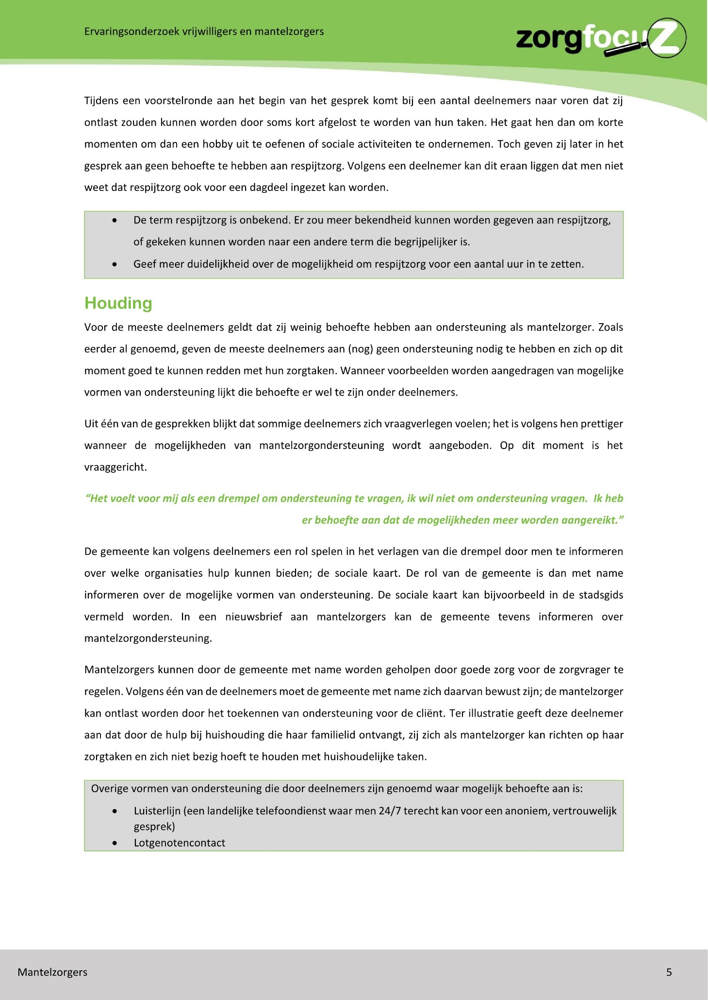 Ervaringsonderzoek vrijwilligers en mantelzorgers
zorgfocuZ
Tijdens een voorstelronde aan het begin van het gesprek komt bij een aantal deelnemers naar voren dat zij
ontlast zouden kunnen worden door soms kort afgelost te worden van hun taken. Het gaat hen dan om korte
momenten om dan een hobby uit te oefenen of sociale activiteiten te ondernemen. Toch geven zij later in het
gesprek aan geen behoefte te hebben aan respijtzorg. Volgens een deelnemer kan dit eraan liggen dat men niet
weet dat respijtzorg ook voor een dagdeel ingezet kan worden.
• De term respijtzorg is onbekend. Er zou meer bekendheid kunnen worden gegeven aan respijtzorg,
of gekeken kunnen worden naar een andere term die begrijpelijker is.
• Geef meer duidelijkheid over de mogelijkheid om respijtzorg voor een aantal uur in te zetten.
Houding
Voor de meeste deelnemers geldt dat zij weinig behoefte hebben aan ondersteuning als mantelzorger. Zoals
eerder al genoemd, geven de meeste deelnemers aan (nog) geen ondersteuning nodig te hebben en zich op dit
moment goed te kunnen redden met hun zorgtaken. Wanneer voorbeelden worden aangedragen van mogelijke
vormen van ondersteuning lijkt die behoefte er wel te zijn onder deelnemers.
Uit één van de gesprekken blijkt dat sommige deelnemers zich vraagverlegen voelen; het is volgens hen prettiger
wanneer de mogelijkheden van mantelzorgondersteuning wordt aangeboden. Op dit moment is het
vraaggericht.
“Het voelt voor mij als een drempel om ondersteuning te vragen, ik wil niet om ondersteuning vragen. Ik heb
er behoefte aan dat de mogelijkheden meer worden aangereikt.”
De gemeente kan volgens deelnemers een rol spelen in het verlagen van die drempel door men te informeren
over welke organisaties hulp kunnen bieden; de sociale kaart. De rol van de gemeente is dan met name
informeren over de mogelijke vormen van ondersteuning. De sociale kaart kan bijvoorbeeld in de stadsgids
vermeld worden. In een nieuwsbrief aan mantelzorgers kan de gemeente tevens informeren over
mantelzorgondersteuning.
Mantelzorgers kunnen door de gemeente met name worden geholpen door goede zorg voor de zorgvrager te
regelen. Volgens één van de deelnemers moet de gemeente met name zich daarvan bewust zijn; de mantelzorger
kan ontlast worden door het toekennen van ondersteuning voor de cliënt. Ter illustratie geeft deze deelnemer
aan dat door de hulp bij huishouding die haar familielid ontvangt, zij zich als mantelzorger kan richten op haar
zorgtaken en zich niet bezig hoeft te houden met huishoudelijke taken.
Overige vormen van ondersteuning die door deelnemers zijn genoemd waar mogelijk behoefte aan is:
• Luisterlijn (een landelijke telefoondienst waar men 24/7 terecht kan voor een anoniem, vertrouwelijk
gesprek)
• Lotgenotencontact
Mantelzorgers
5